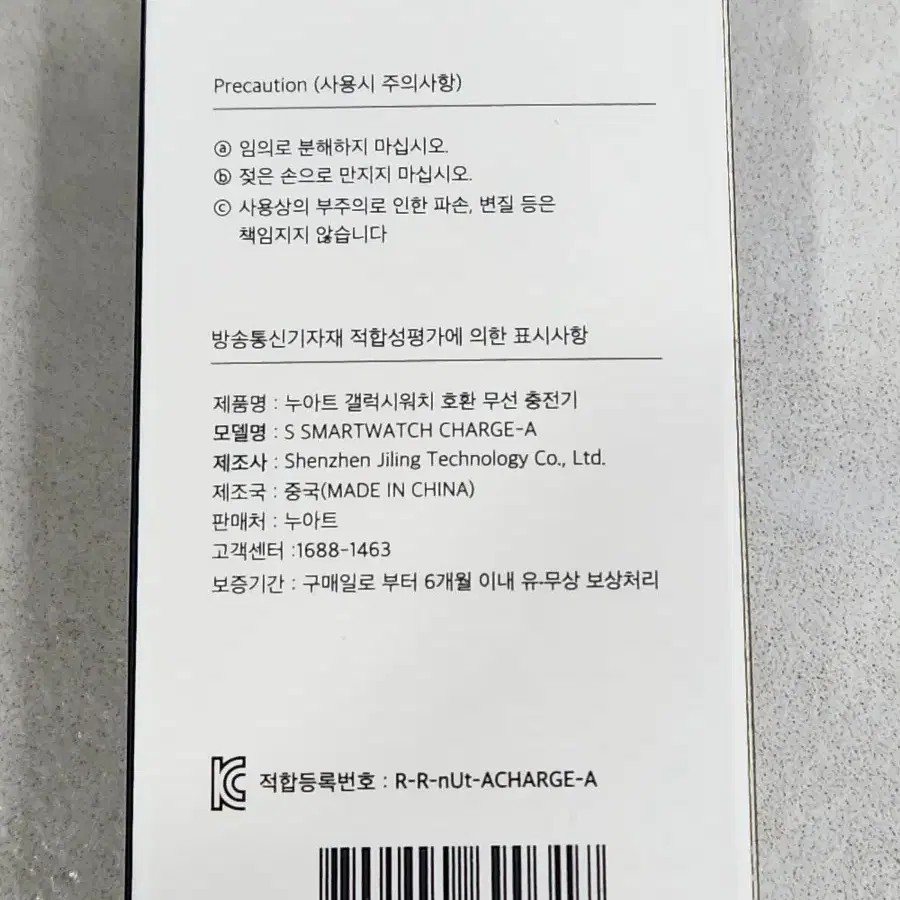 Precaution (사용시 주의사항)
ⓐ 임의로 분해하지 마십시오.
ⓑ 젖은 손으로 만지지 마십시오.
ⓒ 사용상의 부주의로 인한 파손, 변질 등은
책임지지 않습니다
방송통신기자재 적합성평가에 의한 표시사항
제품명 : 누아트 갤럭시워치 호환 무선 충전기
모델명 : S SMARTWATCH CHARGE-A
제조사 : Shenzhen Jiling Technology Co., Ltd.
제조국 : 중국(MADE IN CHINA)
판매처 : 누아트
고객센터 :1688-1463
보증기간 : 구매일로 부터 6개월 이내 유·무상 보상처리
KC 적합등록번호 : R-R-nUt-ACHARGE-A